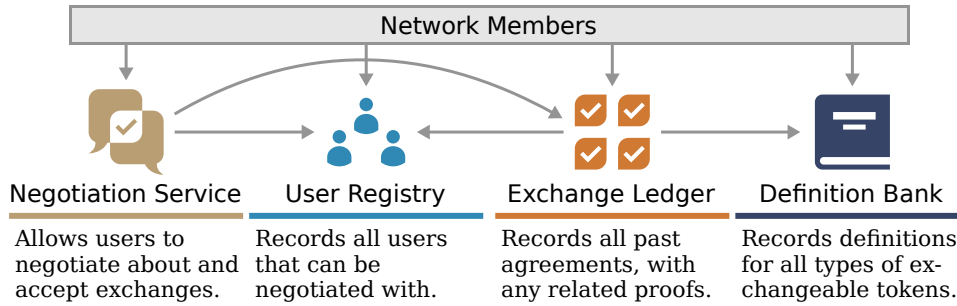 Network Members
Negotiation Service
User Registry
Exchange Ledger
Definition Bank
Allows users to
negotiate about and
accept exchanges.
Records all users
that can be
negotiated with.
Records all past
agreements, with
any related proofs.
Records definitions
for all types of ex-
changeable tokens.